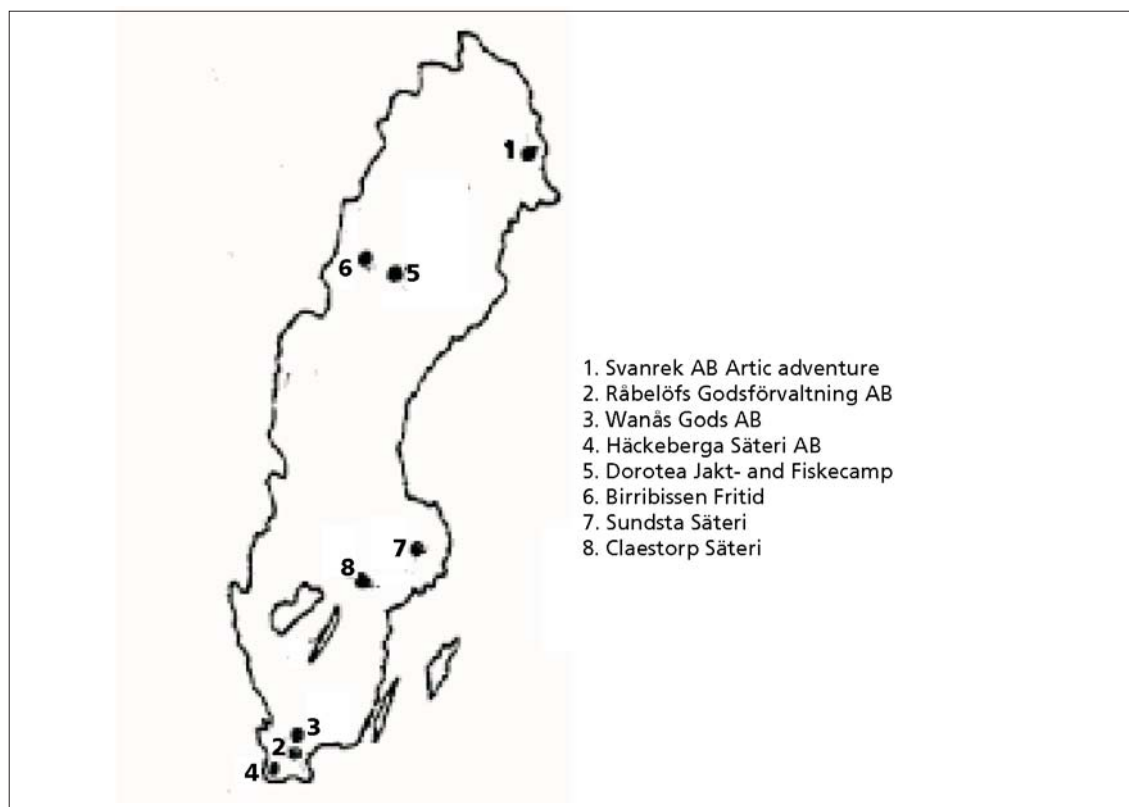 1
6
5
7
8
3
2
4
1. Svanrek AB Artic adventure
2. Råbelöfs Godsförvaltning AB
3. Wanås Gods AB
4. Häckeberga Säteri AB
5. Dorotea Jakt- and Fiskecamp
6. Birribissen Fritid
7. Sundsta Säteri
8. Claestorp Säteri